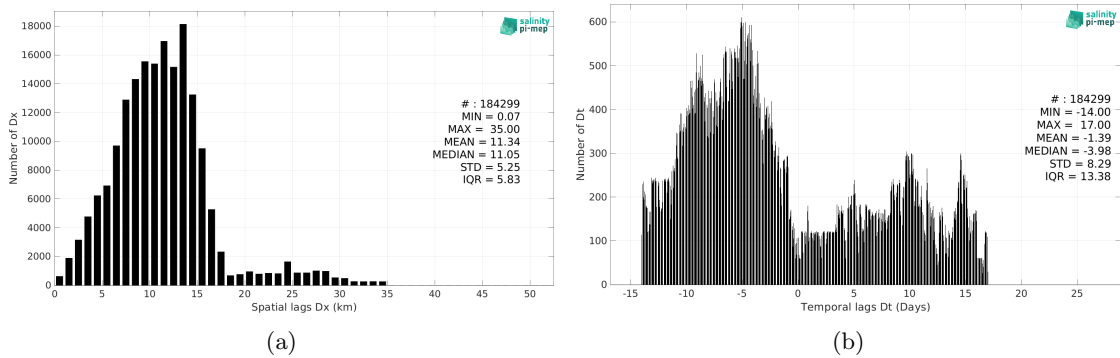 18000
16000
14000
12000
10000
8000
6000
4000
2000
0
Number of Dx
salinity
pi-mep
# : 184299
MIN = 0.07
MAX = 35.00
MEAN = 11.34
MEDIAN = 11.05
STD = 5.25
IQR = 5.83
0 5 10 15 20 25 30 35 40 45 50
Spatial lags Dx (km)
(a)
600
500
400
300
200
100
0
Number of Dt
salinity
pi-mep
# : 184299
MIN = -14.00
MAX = 17.00
MEAN = -1.39
MEDIAN = -3.98
STD = 8.29
IQR = 13.38
-15 -10 -5 0 5 10 15 20 25
Temporal lags Dt (Days)
(b)